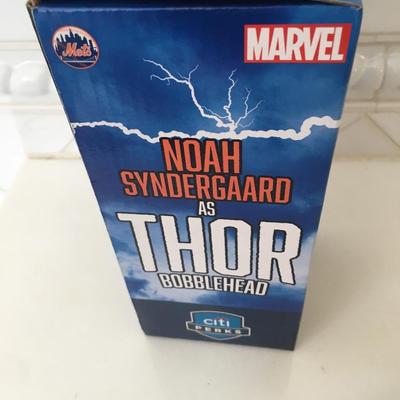 Mets
MARVEL
NOAH
SYNDERGAARD
AS
THOR
BOBBLEHEAD
citi
PERKS